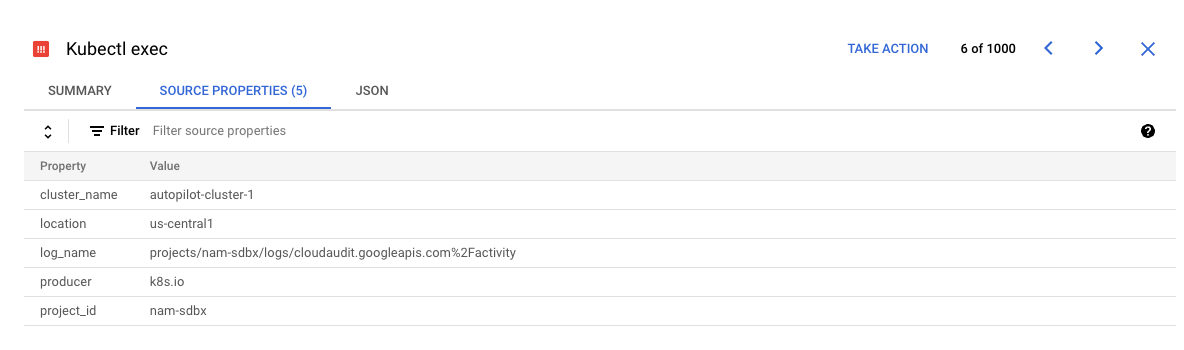 Kubectl exec
TAKE ACTION 6 of 1000
SUMMARY SOURCE PROPERTIES (5) JSON
Filter Filter source properties
Property Value
cluster_name autopilot-cluster-1
location us-central1
log_name projects/nam-sdbx/logs/cloudaudit.googleapis.com%2Factivity
producer k8s.io
project_id nam-sdbx